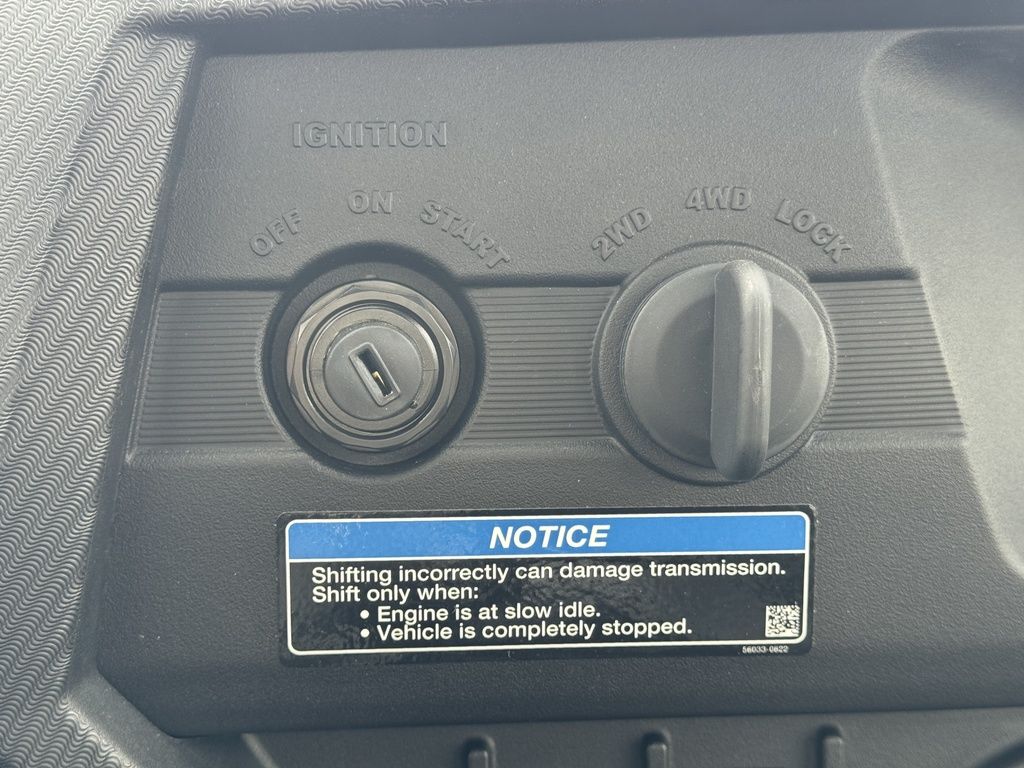 IGNITION
OFF ON START
2WD 4WD LOCK
NOTICE
Shifting incorrectly can damage transmission.
Shift only when:
• Engine is at slow idle.
• Vehicle is completely stopped.
56033-0822